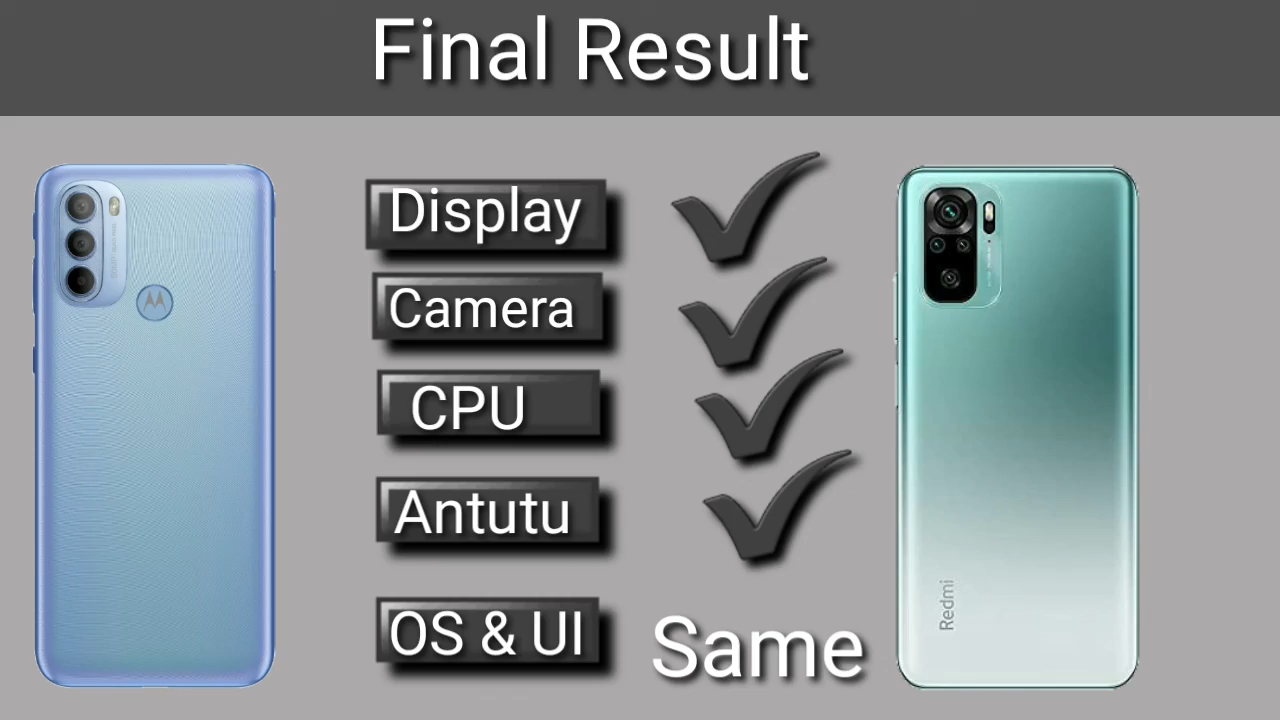 Final Result
Display
Camera
CPU
Antutu
OS & UI
Same
Redmi